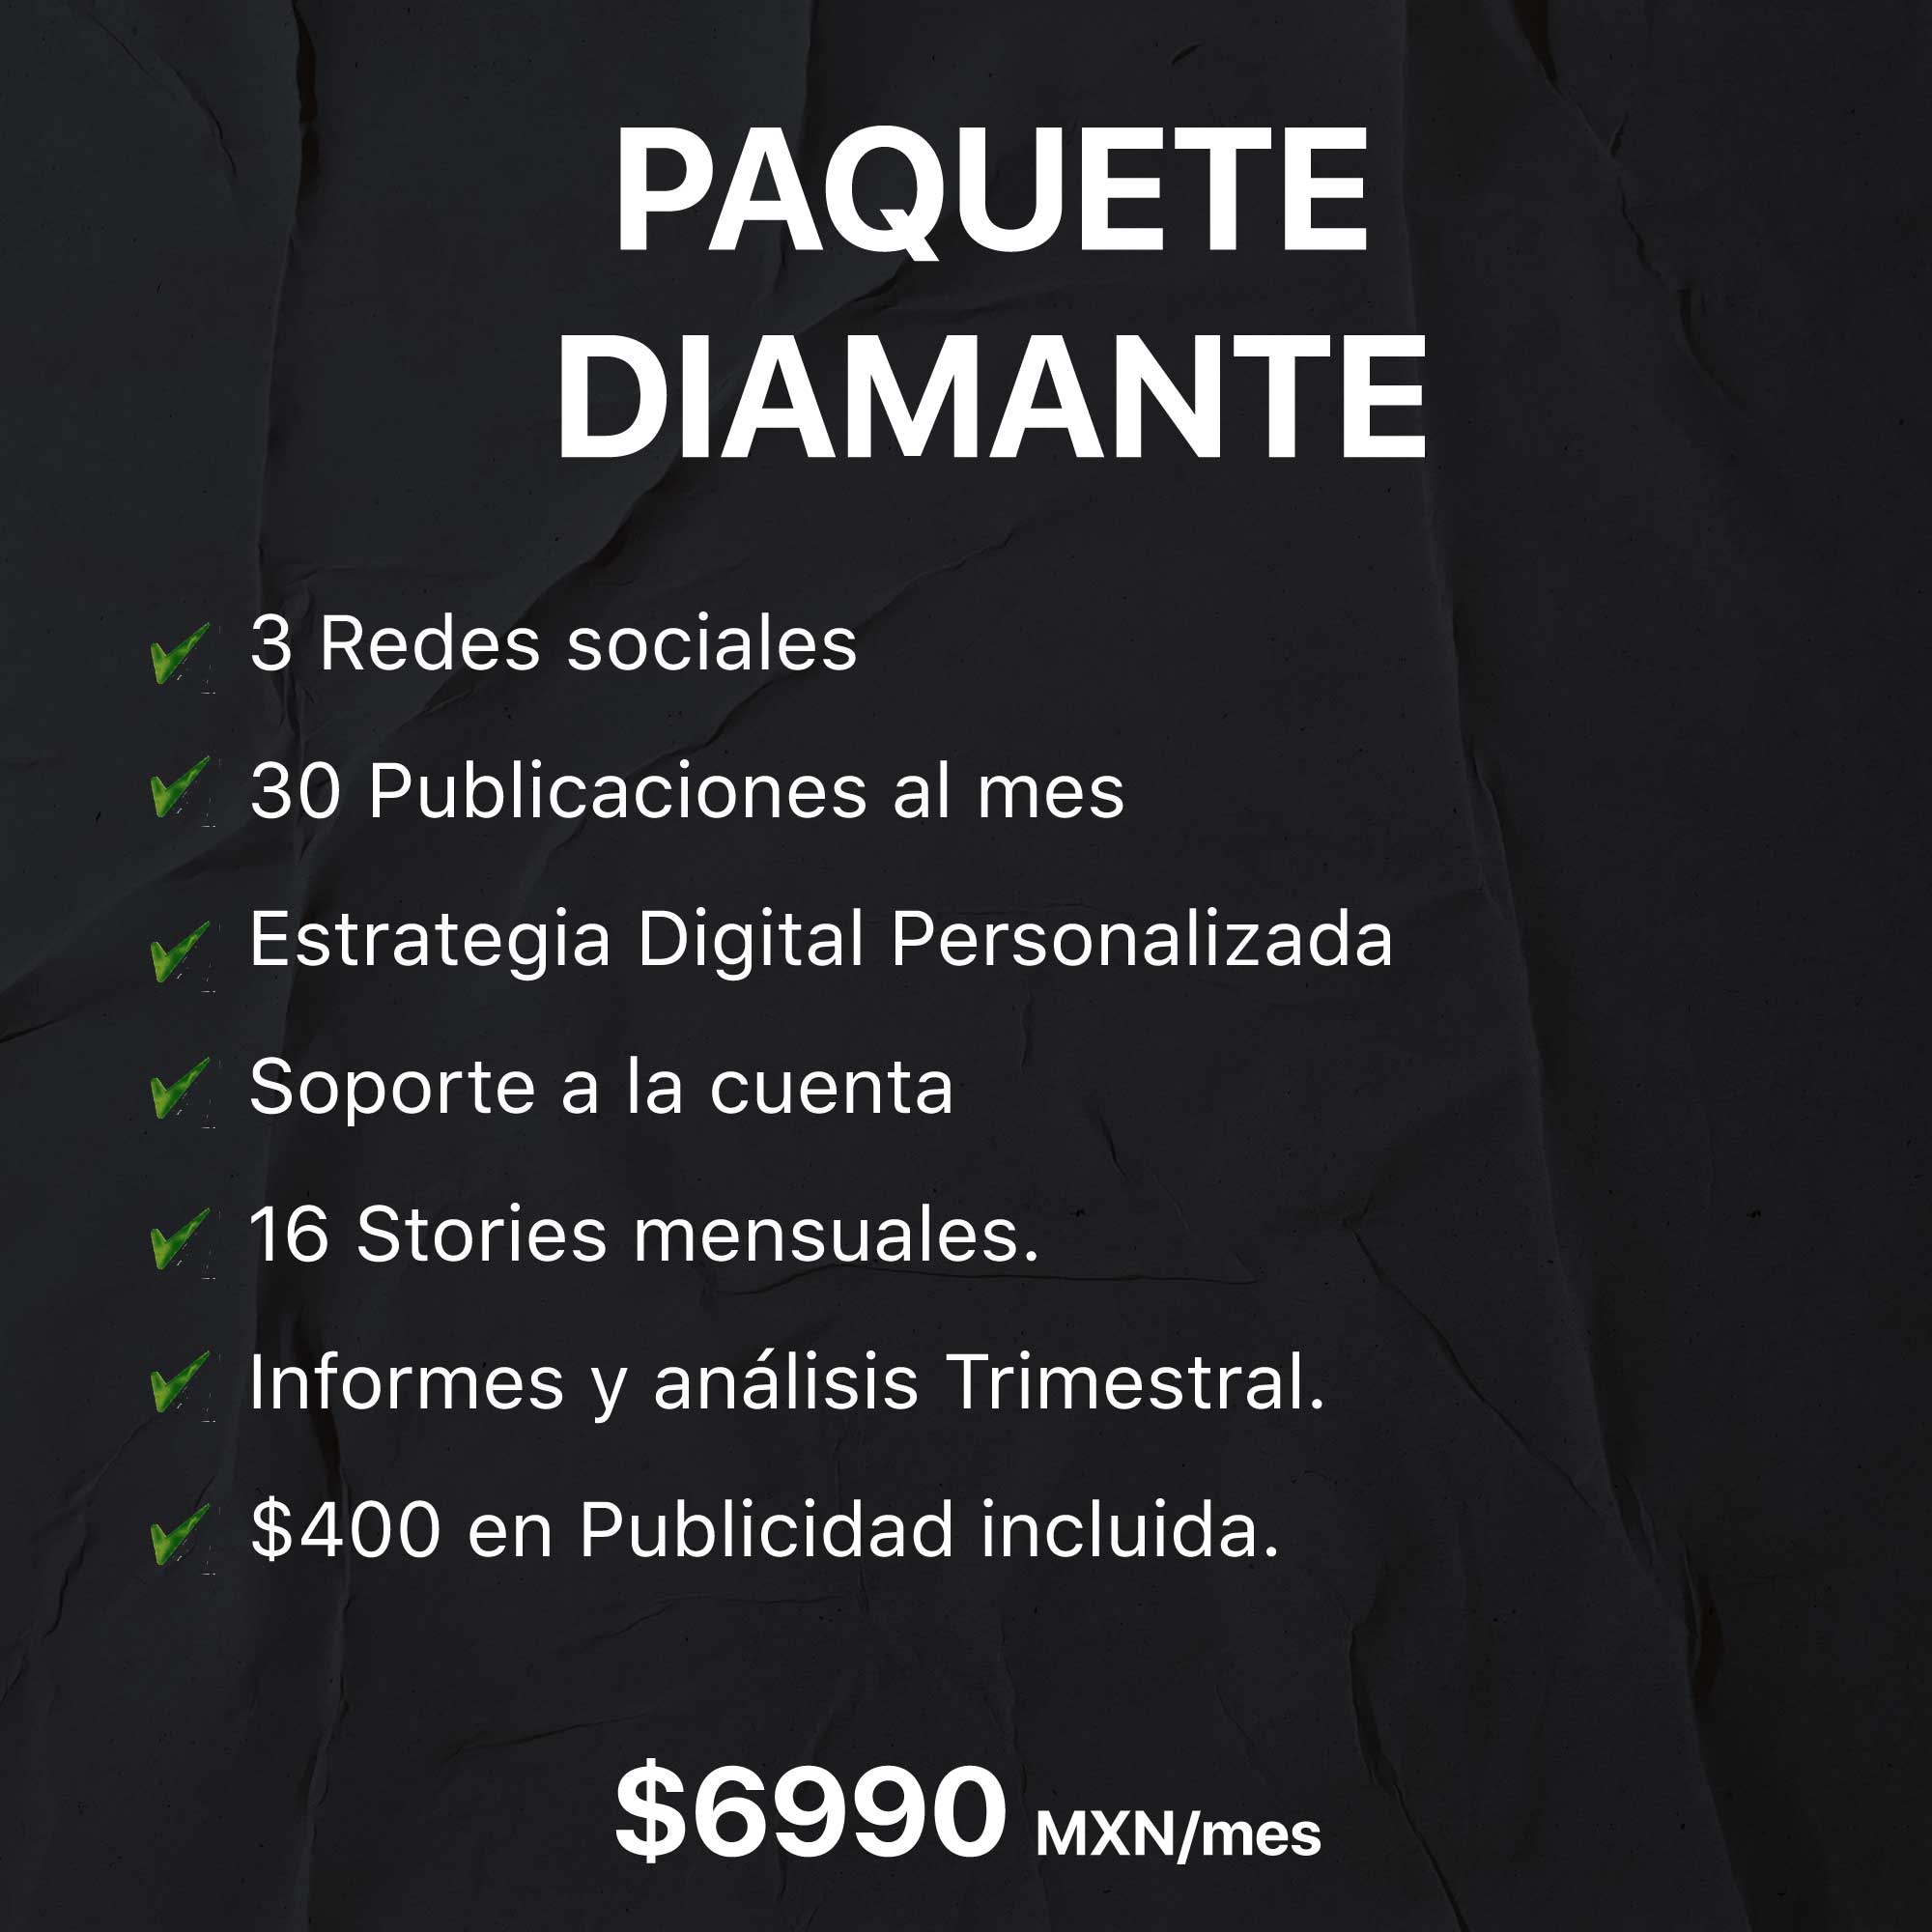 PAQUETE
DIAMANTE
3 Redes sociales
30 Publicaciones al mes
Estrategia Digital Personalizada
Soporte a la cuenta
16 Stories mensuales.
Informes y análisis Trimestral.
$400 en Publicidad incluida.
$6990 MXN/mes